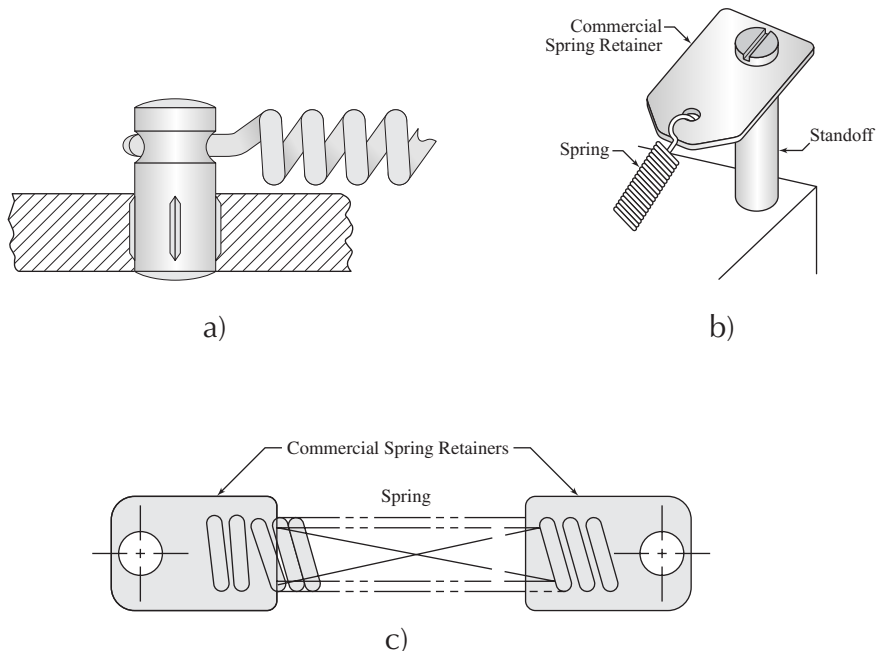 Commercial
Spring Retainer
Spring
Standoff
a)
b)
Commercial Spring Retainers
Spring
c)